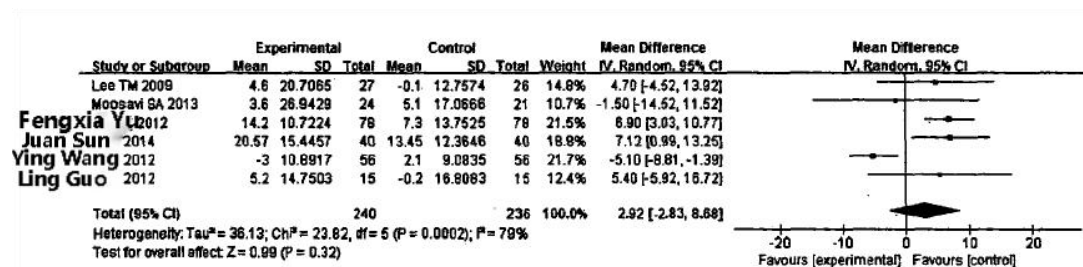 Experimental Control Mean Difference Mean Difference
Study or Subgroup Mean SD Total Mean SD Total Weight IV, Random, 95% CI IV, Random, 95% CI
Lee TM 2009 4.6 20.7065 27 -0.1 12.7574 26 14.8% 4.70 [-4.52, 13.92]
Moosavi SA 2013 3.6 26.9429 24 5.1 17.0666 21 10.7% -1.50 [-14.52, 11.52]
Fengxia Yu 2012 14.2 10.7224 78 7.3 13.7525 78 21.5% 6.90 [3.03, 10.77]
Juan Sun 2014 20.57 15.4457 40 13.45 12.3646 40 18.9% 7.12 [0.99, 13.25]
Ying Wang 2012 -3 10.8917 56 2.1 9.0835 56 21.7% -5.10 [-8.81, -1.39]
Ling Guo 2012 5.2 14.7503 15 -0.2 16.8083 15 12.4% 5.40 [-5.92, 16.72]
Total (95% CI) 240 236 100.0% 2.92 [-2.83, 8.68]
Heterogeneity: Tau² = 36.13; Chi² = 23.82, df = 5 (P = 0.0002); I² = 79%
Test for overall effect: Z = 0.99 (P = 0.32)
-20 -10 0 10 20
Favours [experimental] Favours [control]